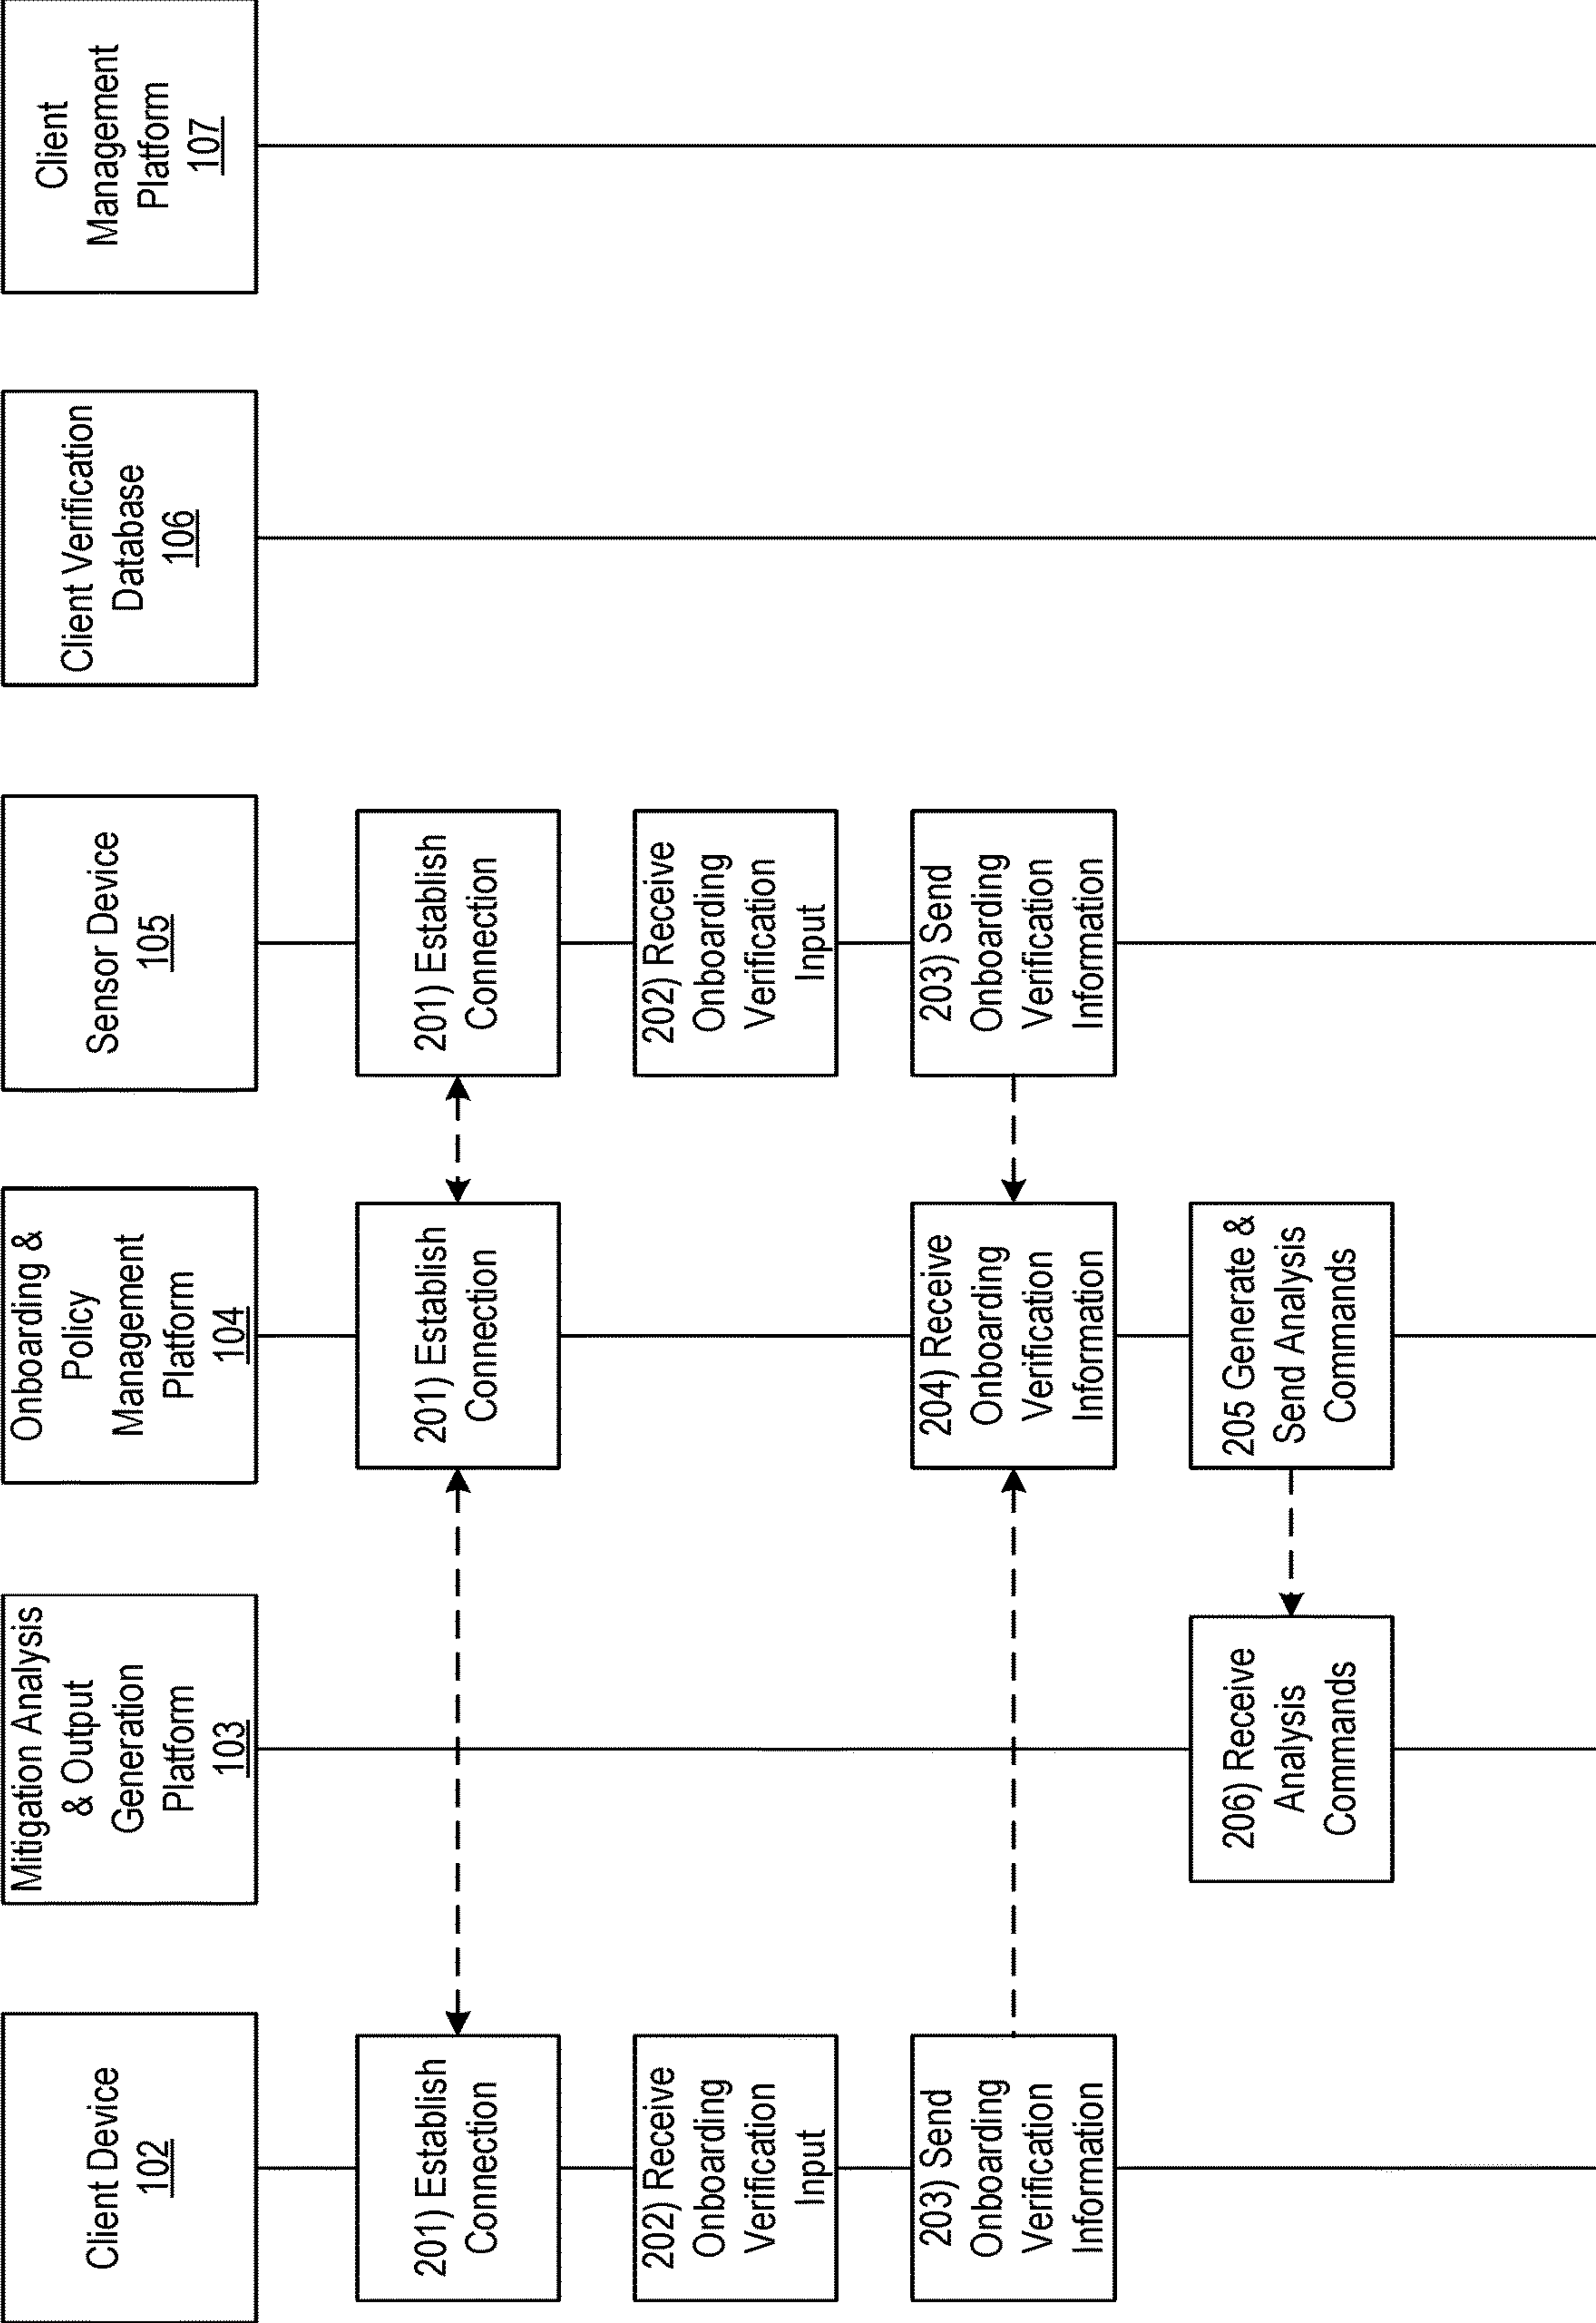 Client Device
102
Mitigation Analysis
& Output
Generation
Platform
103
Onboarding &
Policy
Management
Platform
104
Sensor Device
105
Client Verification
Database
106
Client
Management
Platform
107
201) Establish
Connection
201) Establish
Connection
201) Establish
Connection
202) Receive
Onboarding
Verification
Input
202) Receive
Onboarding
Verification
Input
203) Send
Onboarding
Verification
Information
204) Receive
Onboarding
Verification
Information
203) Send
Onboarding
Verification
Information
206) Receive
Analysis
Commands
205 Generate &
Send Analysis
Commands